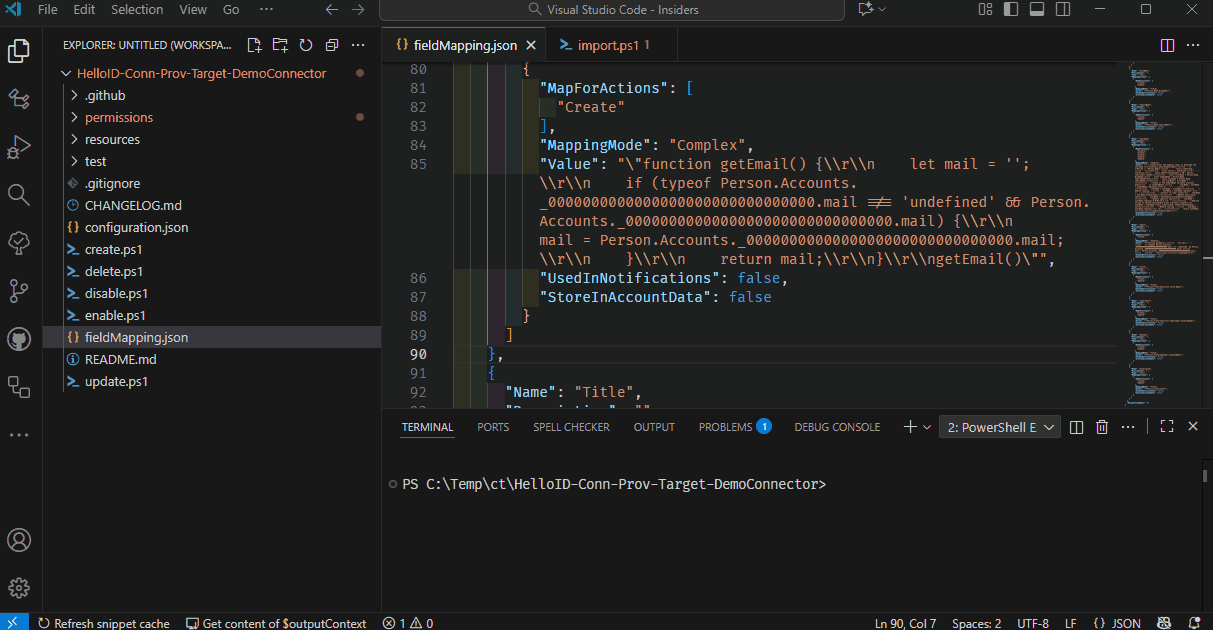 File Edit Selection View Go ··· Visual Studio Code - Insiders
EXPLORER: UNTITLED (WORKSPA...
HelloID-Conn-Prov-Target-DemoConnector
.github
permissions
resources
test
.gitignore
CHANGELOG.md
configuration.json
create.ps1
delete.ps1
disable.ps1
enable.ps1
fieldMapping.json
README.md
update.ps1
fieldMapping.json import.ps1 1
80 {
81 "MapForActions": [
82 "Create"
83 ],
84 "MappingMode": "Complex",
85 "Value": "\"function getEmail() {\\r\\n    let mail = '';
\\r\\n    if (typeof Person.Accounts.
_00000000000000000000000000000000.mail !== 'undefined' && Person.
Accounts._00000000000000000000000000000000.mail) {\\r\\n
mail = Person.Accounts._00000000000000000000000000000000.mail;
\\r\\n    }\\r\\n    return mail;\\r\\n}\\r\\ngetEmail()\"",
86 "UsedInNotifications": false,
87 "StoreInAccountData": false
88 }
89 ]
90 },
91 {
92 "Name": "Title",
TERMINAL PORTS SPELL CHECKER OUTPUT PROBLEMS 1 DEBUG CONSOLE 2: PowerShell E
PS C:\Temp\ct\HelloID-Conn-Prov-Target-DemoConnector>
Refresh snippet cache Get content of $outputContext 1 0 Ln 90, Col 7 Spaces: 2 UTF-8 LF {} JSON